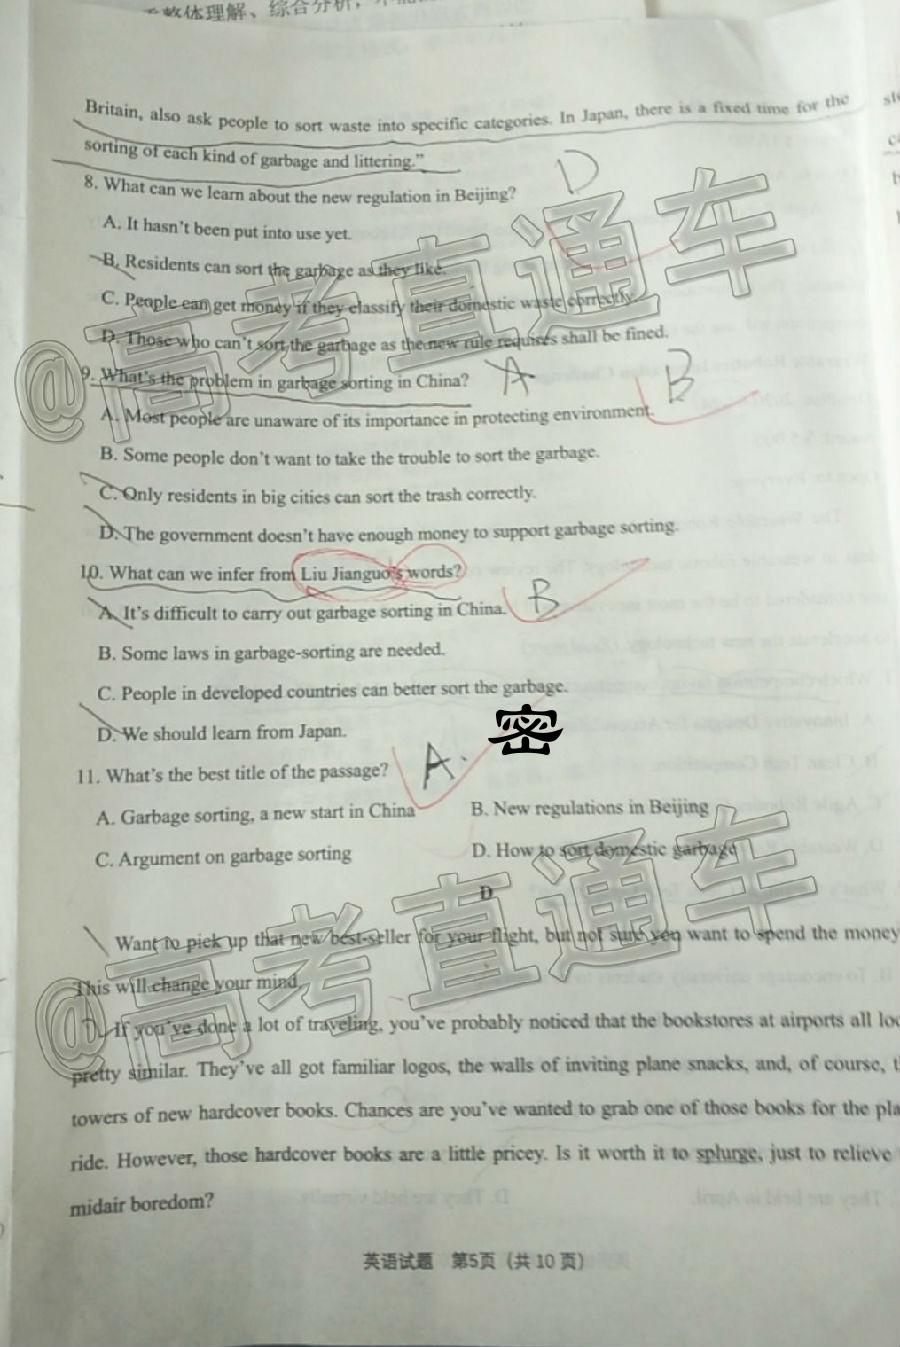 体理解、综合分析，
Britain, also ask people to sort waste into specific categories. In Japan, there is a fixed time for the
sorting of each kind of garbage and littering.”
D
8. What can we learn about the new regulation in Beijing?
A. It hasn’t been put into use yet.
B. Residents can sort the garbage as they like.
C. People can get money if they classify their domestic waste correctly.
D. Those who can’t sort the garbage as the new rule requires shall be fined.
@高考直通车
9. What’s the problem in garbage sorting in China?
A
B
A. Most people are unaware of its importance in protecting environment.
B. Some people don’t want to take the trouble to sort the garbage.
C. Only residents in big cities can sort the trash correctly.
D. The government doesn’t have enough money to support garbage sorting.
10. What can we infer from Liu Jianguo’s words?
B
A. It’s difficult to carry out garbage sorting in China.
B. Some laws in garbage-sorting are needed.
C. People in developed countries can better sort the garbage.
D. We should learn from Japan.
密
11. What’s the best title of the passage?
A.
A. Garbage sorting, a new start in China B. New regulations in Beijing
C. Argument on garbage sorting D. How to sort domestic garbage
D
Want to pick up that new best-seller for your flight, but not sure you want to spend the money
This will change your mind.
@高考直通车
If you’ve done a lot of traveling, you’ve probably noticed that the bookstores at airports all loo
pretty similar. They’ve all got familiar logos, the walls of inviting plane snacks, and, of course, t
towers of new hardcover books. Chances are you’ve wanted to grab one of those books for the pla
ride. However, those hardcover books are a little pricey. Is it worth it to splurge, just to relieve
midair boredom?
英语试题 第5页（共 10 页）